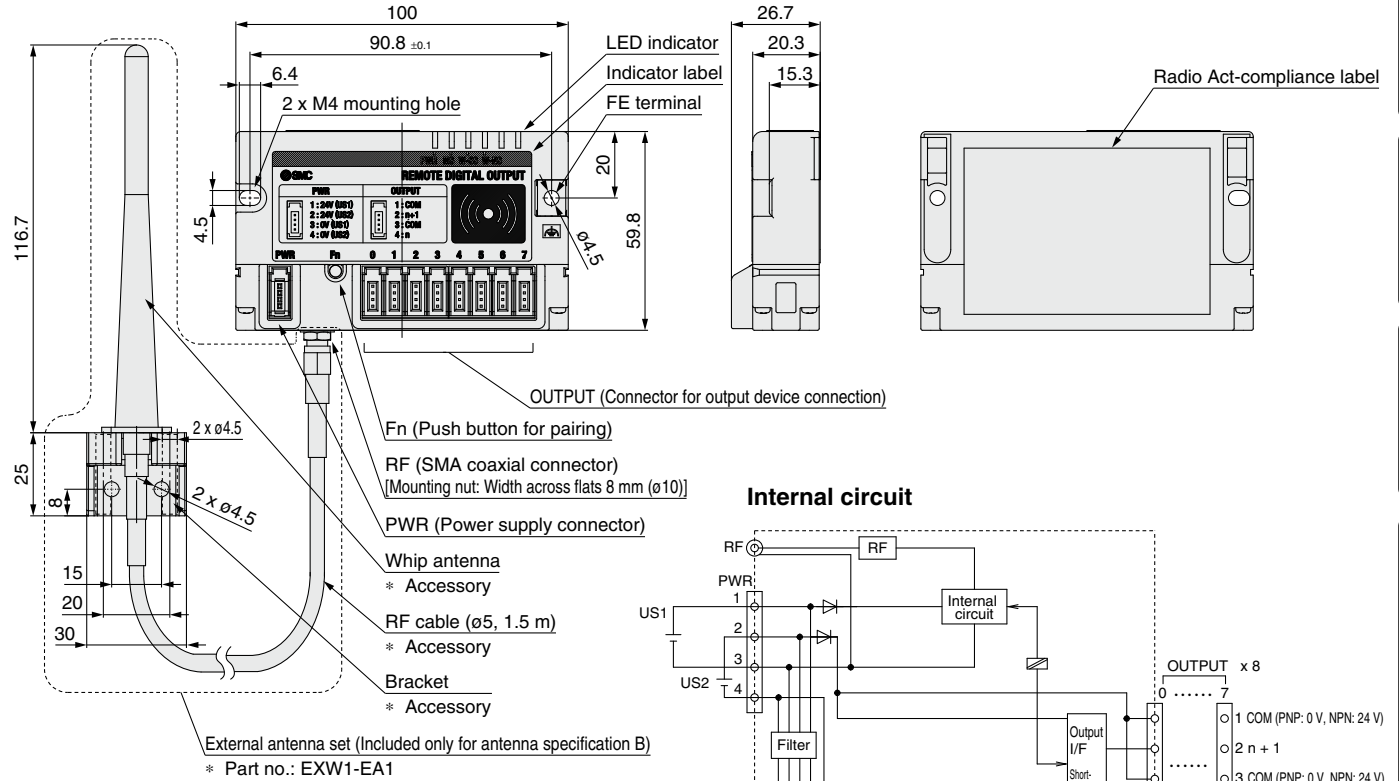 100
90.8 ±0.1
6.4
2 x M4 mounting hole
LED indicator
Indicator label
FE terminal
26.7
20.3
15.3
Radio Act-compliance label
116.7
4.5
20
59.8
ø4.5
SMC
REMOTE DIGITAL OUTPUT
PWR
1 : 24V (US1)
2 : 24V (US2)
3 : 0V (US1)
4 : 0V (US2)
OUTPUT
1 : COM
2 : n+1
3 : COM
4 : n
PWR Fn 0 1 2 3 4 5 6 7
OUTPUT (Connector for output device connection)
Fn (Push button for pairing)
RF (SMA coaxial connector)
[Mounting nut: Width across flats 8 mm (ø10)]
PWR (Power supply connector)
Whip antenna
* Accessory
RF cable (ø5, 1.5 m)
* Accessory
Bracket
* Accessory
2 x ø4.5
25
8
2 x ø4.5
15
20
30
External antenna set (Included only for antenna specification B)
* Part no.: EXW1-EA1
Internal circuit
RF
RF
PWR
US1
1
2
3
US2
4
Internal
circuit
Filter
Output
I/F
Short-
OUTPUT x 8
0 ...... 7
1 COM (PNP: 0 V, NPN: 24 V)
2 n + 1
......
3 COM (PNP: 0 V, NPN: 24 V)